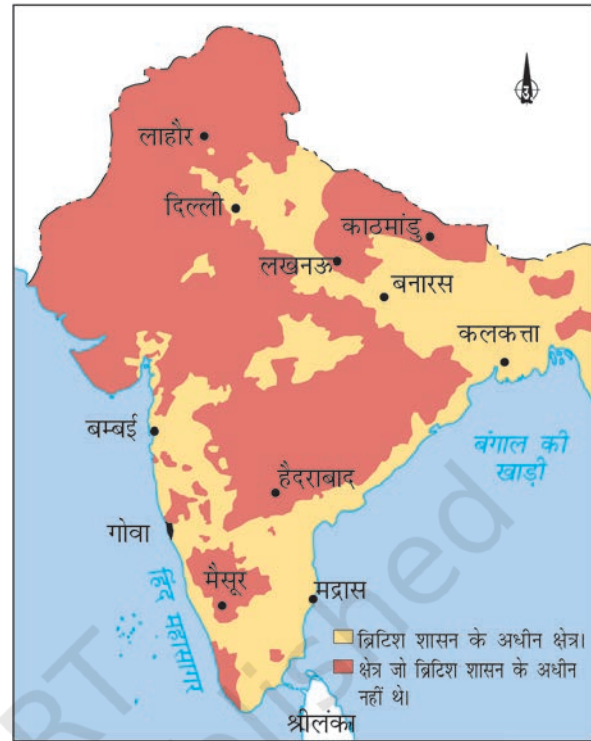 उ
लाहौर
दिल्ली
काठमांडु
लखनऊ
बनारस
कलकत्ता
बम्बई
बंगाल की
खाड़ी
हैदराबाद
गोवा
मैसूर
मद्रास
हिंद महासागर
ब्रिटिश शासन के अधीन क्षेत्र।
क्षेत्र जो ब्रिटिश शासन के अधीन
नहीं थे।
श्रीलंका